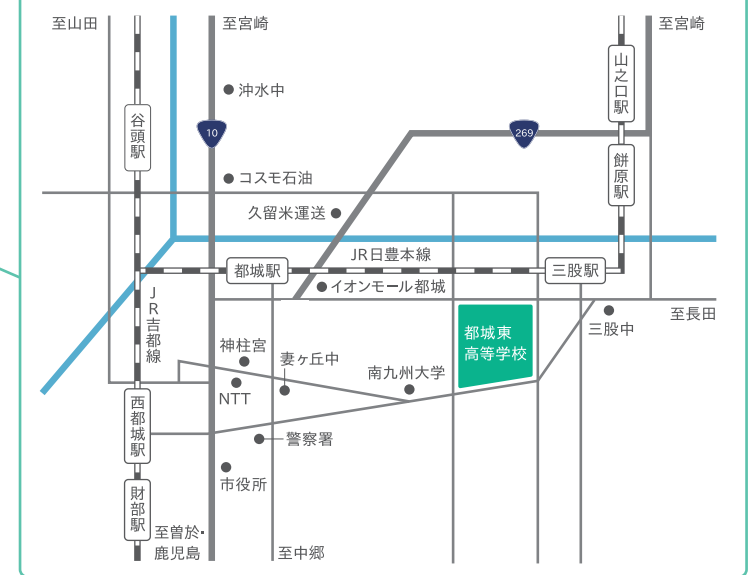 至山田
至宮崎
至宮崎
山之口駅
沖水中
谷頭駅
10
269
餅原駅
コスモ石油
久留米運送
JR日豊本線
都城駅
三股駅
イオンモール都城
JR吉都線
至長田
三股中
都城東
高等学校
神柱宮
妻ヶ丘中
南九州大学
NTT
西都城駅
警察署
市役所
財部駅
至曽於・
鹿児島
至中郷